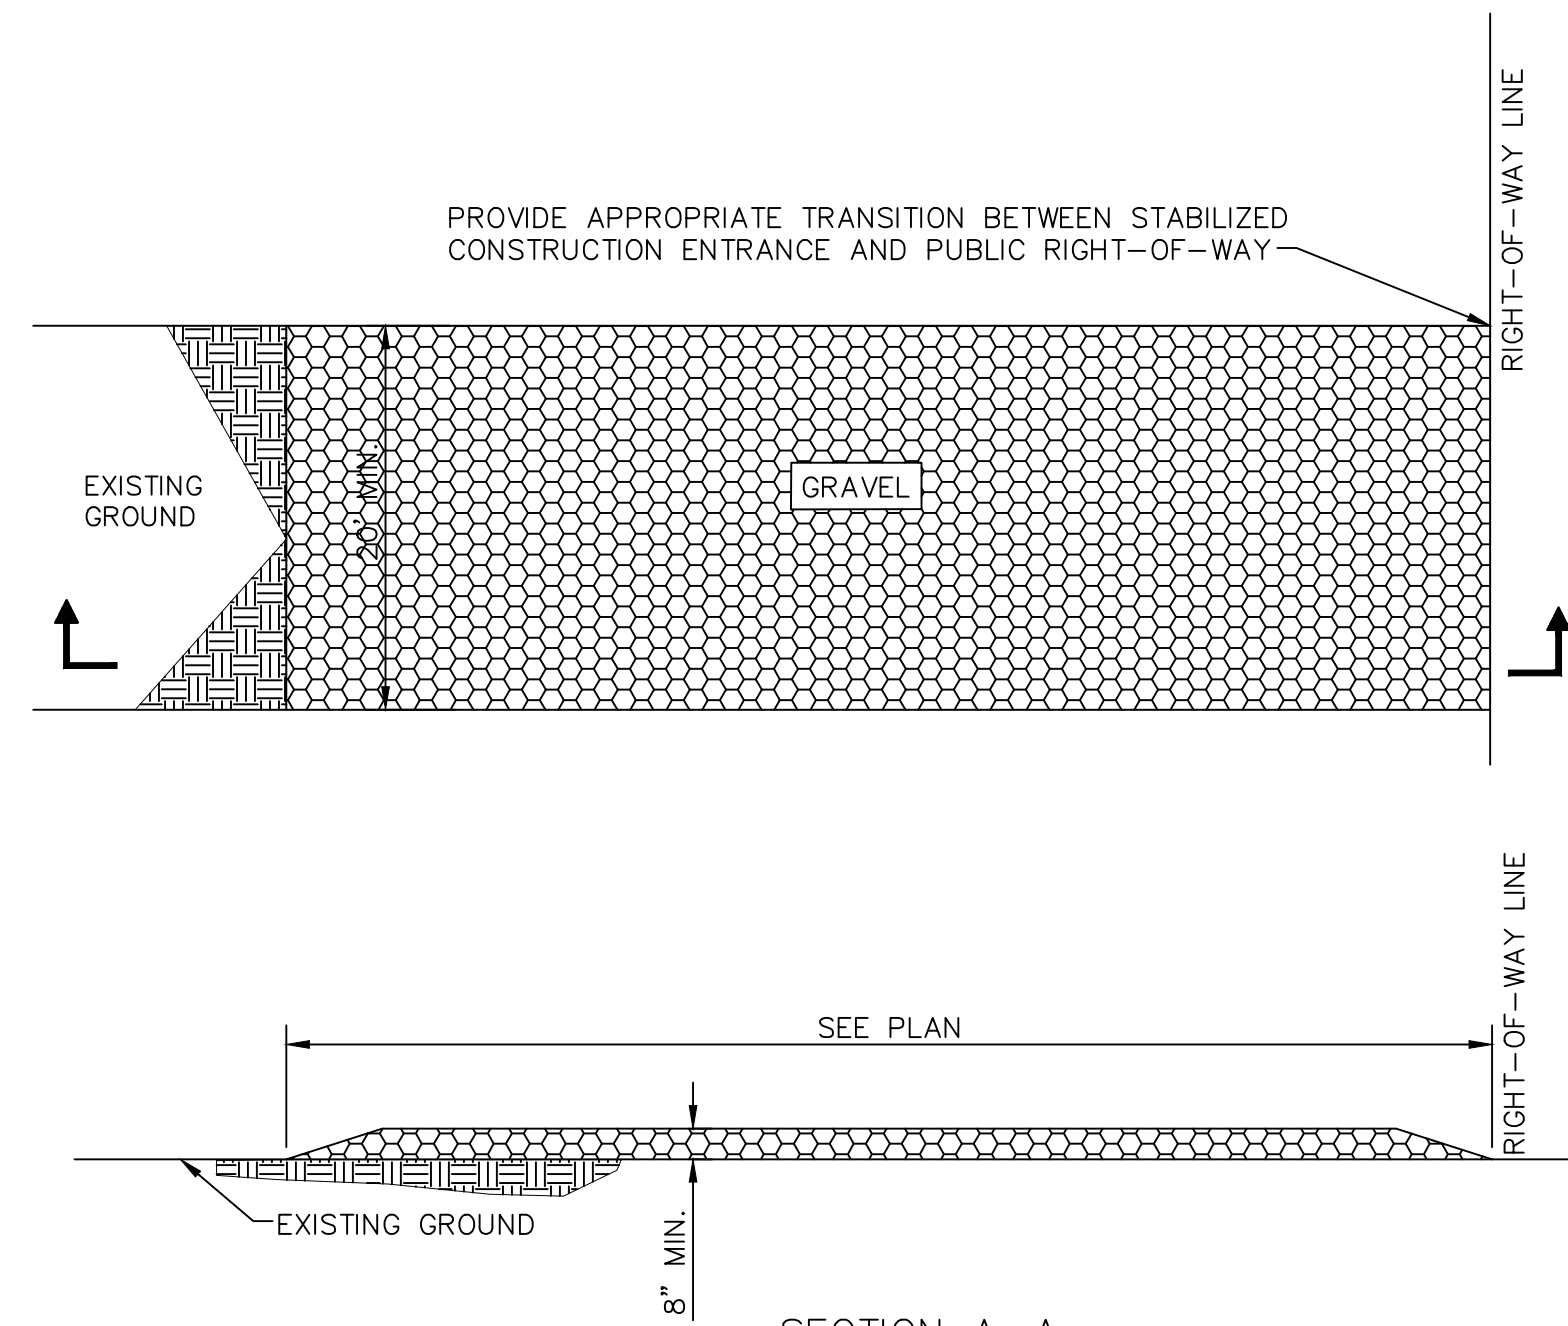 RIGHT-OF-WAY LINE
PROVIDE APPROPRIATE TRANSITION BETWEEN STABILIZED
CONSTRUCTION ENTRANCE AND PUBLIC RIGHT-OF-WAY
EXISTING
GROUND
20' MIN.
GRAVEL
RIGHT-OF-WAY LINE
SEE PLAN
EXISTING GROUND
8" MIN.
SECTION A-A